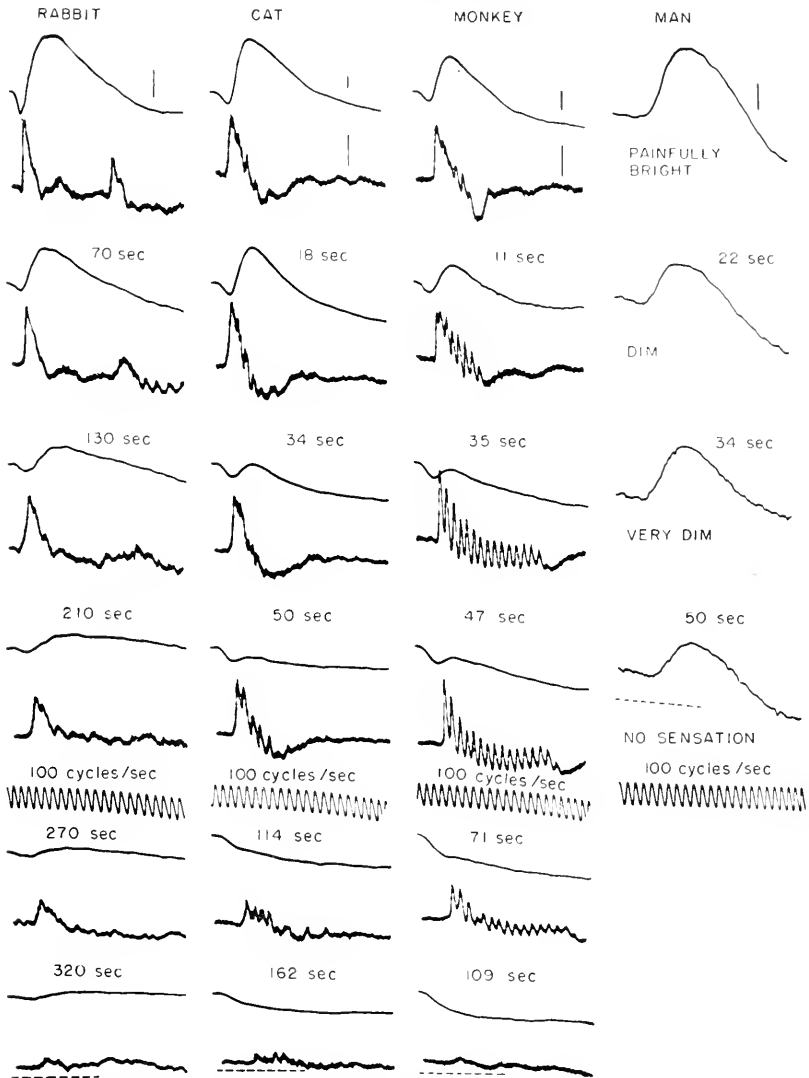 RABBIT CAT MONKEY MAN
PAINFULLY
BRIGHT
70 sec 18 sec 11 sec 22 sec
DIM
130 sec 34 sec 35 sec 34 sec
VERY DIM
210 sec 50 sec 47 sec 50 sec
NO SENSATION
100 cycles/sec 100 cycles/sec 100 cycles/sec 100 cycles/sec
270 sec 114 sec 71 sec
320 sec 162 sec 109 sec